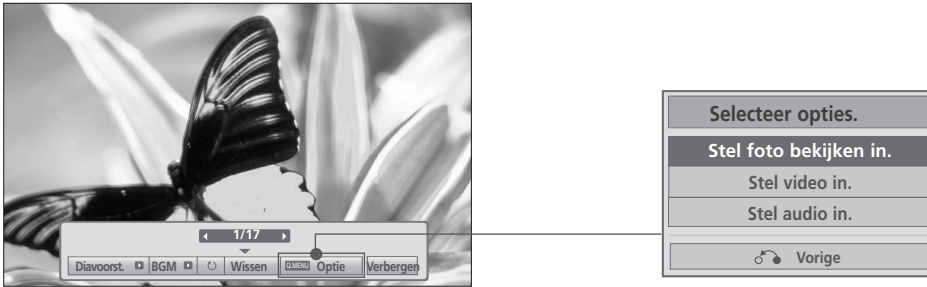 1/17
Diavoorst. BGM Wissen Q.MENU Optie Verbergen
Selecteer opties.
Stel foto bekijken in.
Stel video in.
Stel audio in.
Vorige